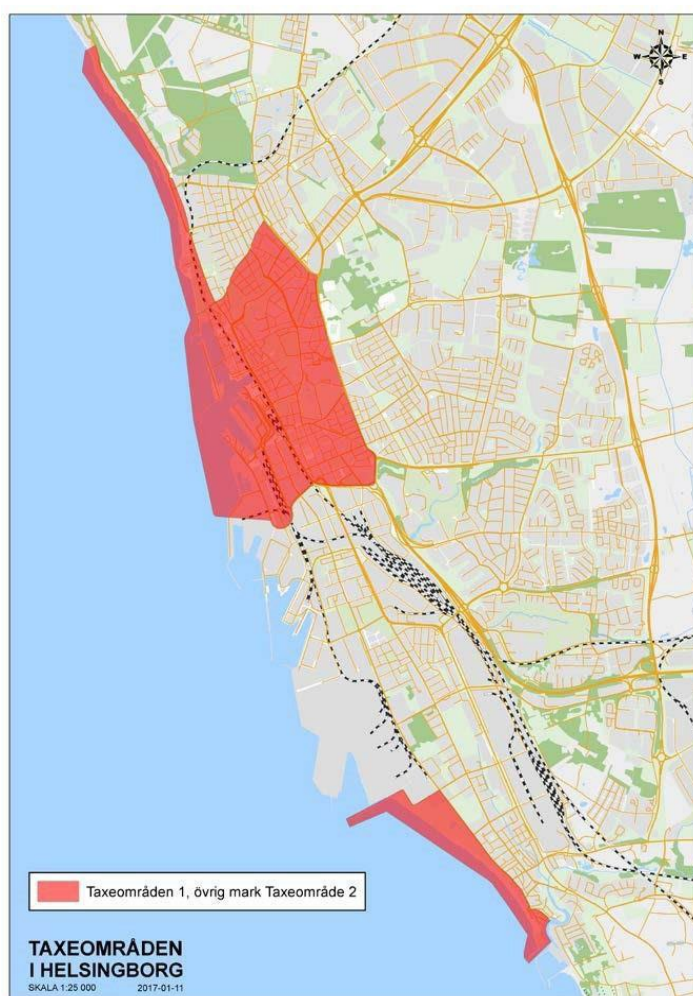 N
W E
S
Taxeområden 1, övrig mark Taxeområde 2
TAXEOMRÅDEN
I HELSINGBORG
SKALA 1:25 000 2017-01-11